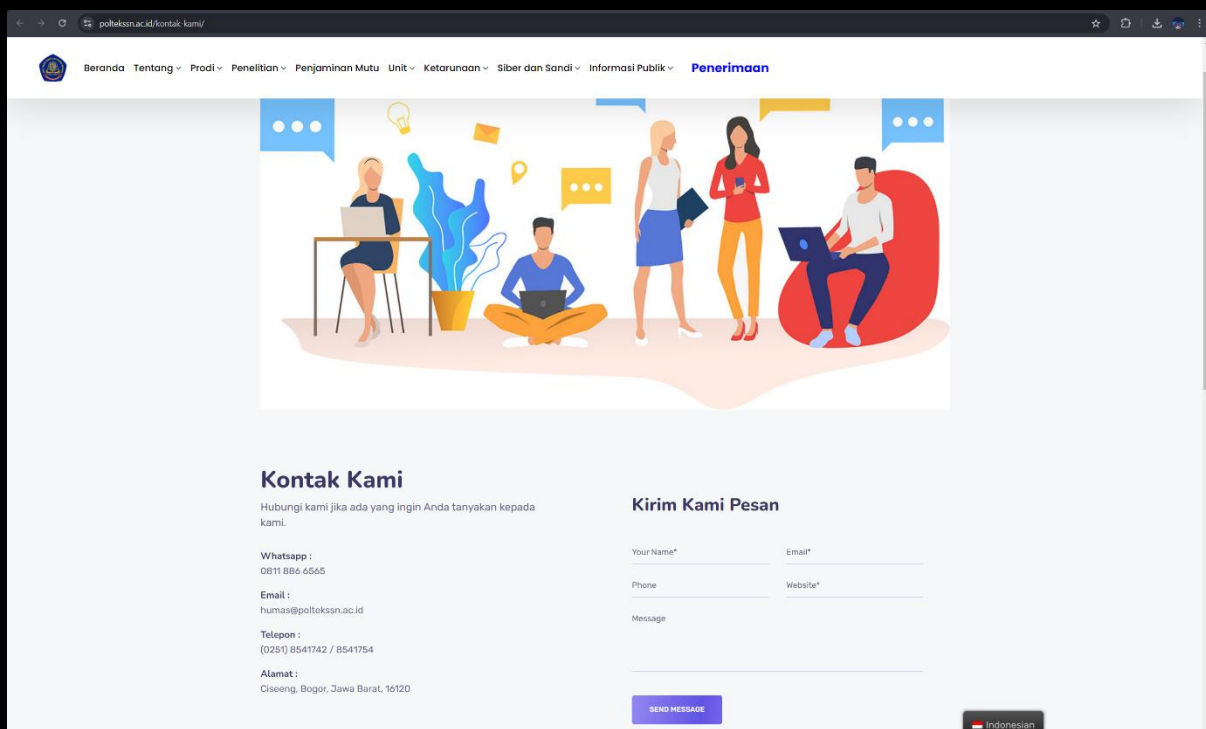 poltekssn.ac.id/kontak-kami/
Beranda Tentang Prodi Penelitian Penjaminan Mutu Unit Ketarunaan Siber dan Sandi Informasi Publik Penerimaan
Kontak Kami
Hubungi kami jika ada yang ingin Anda tanyakan kepada
kami.
Whatsapp :
0811 886 6565
Email :
humas@poltekssn.ac.id
Telepon :
(0251) 8541742 / 8541754
Alamat :
Ciseeng, Bogor, Jawa Barat, 16120
Kirim Kami Pesan
Your Name* Email*
Phone Website*
Message
SEND MESSAGE
Indonesian